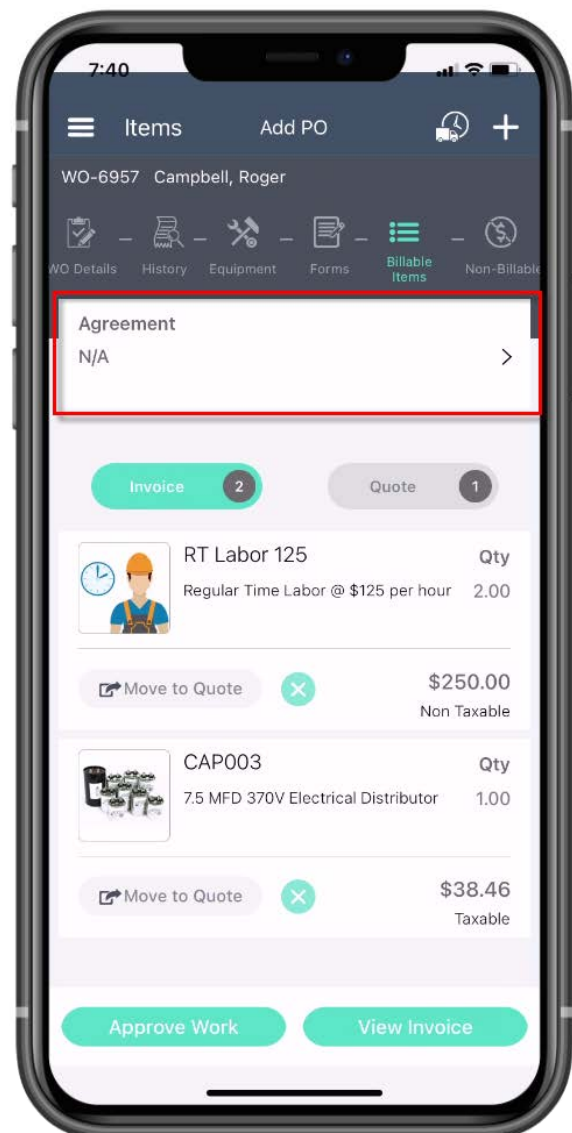 7:40
Items Add PO
WO-6957 Campbell, Roger
WO Details History Equipment Forms Billable Items Non-Billable
Agreement
N/A
Invoice 2 Quote 1
RT Labor 125 Qty
Regular Time Labor @ $125 per hour 2.00
Move to Quote $250.00
Non Taxable
CAP003 Qty
7.5 MFD 370V Electrical Distributor 1.00
Move to Quote $38.46
Taxable
Approve Work View Invoice